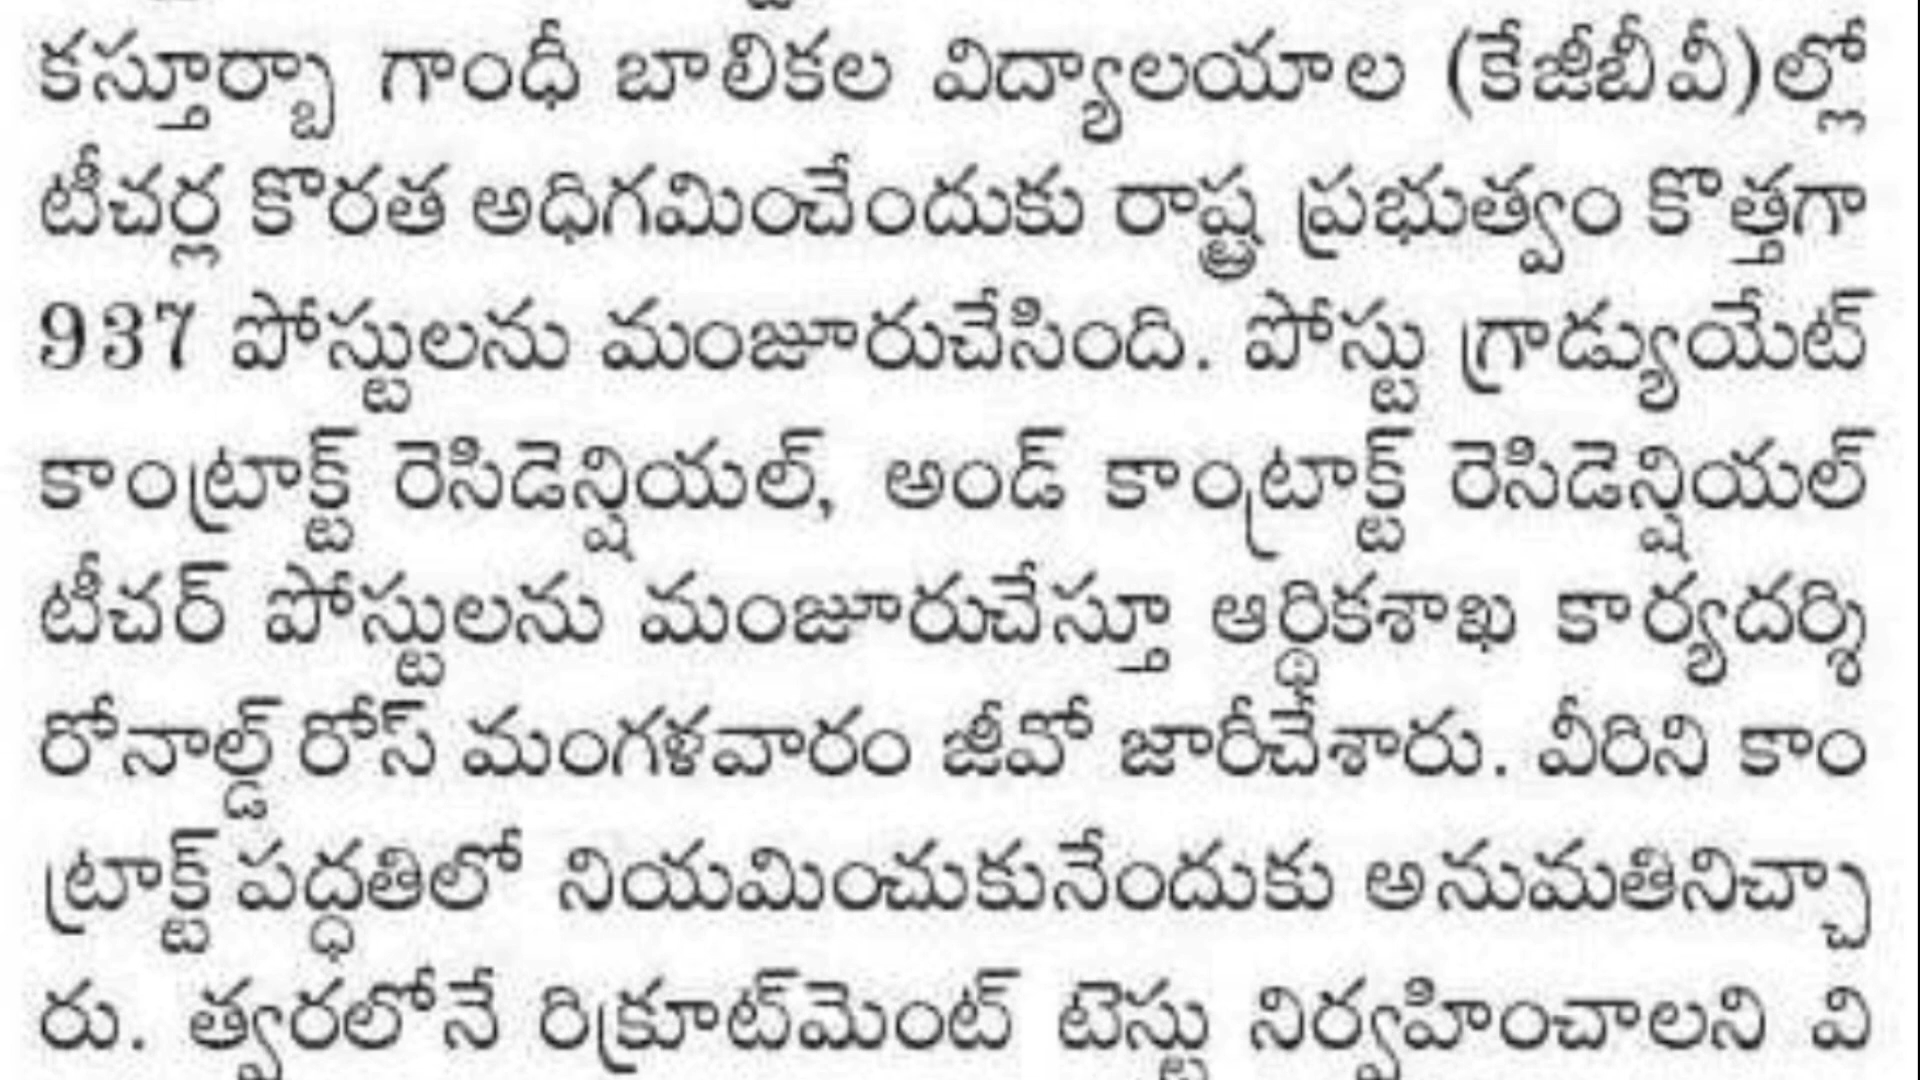 కస్తూర్బా గాంధీ బాలికల విద్యాలయాల (కేజీబీవీ)ల్లో
టీచర్ల కొరత అధిగమించేందుకు రాష్ట్ర ప్రభుత్వం కొత్తగా
937 పోస్టులను మంజూరుచేసింది. పోస్టు గ్రాడ్యుయేట్
కాంట్రాక్ట్ రెసిడెన్షియల్, అండ్ కాంట్రాక్ట్ రెసిడెన్షియల్
టీచర్ పోస్టులను మంజూరుచేస్తూ ఆర్థికశాఖ కార్యదర్శి
రోనాల్డ్ రోస్ మంగళవారం జీవో జారీచేశారు. వీరిని కాం
ట్రాక్ట్ పద్ధతిలో నియమించుకునేందుకు అనుమతినిచ్చా
రు. త్వరలోనే రిక్రూట్‌మెంట్ టెస్టు నిర్వహించాలని వి